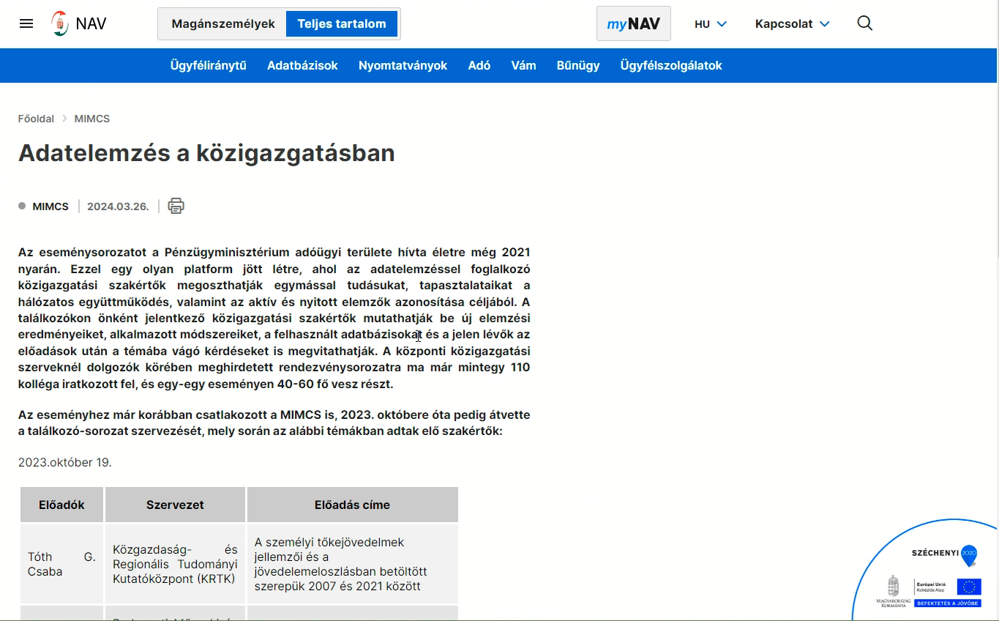 NAV
Magánszemélyek
Teljes tartalom
myNAV
HU
Kapcsolat
Ügyféliránytű
Adatbázisok
Nyomtatványok
Adó
Vám
Bűnügy
Ügyfélszolgálatok
Főoldal
MIMCS
Adatelemzés a közigazgatásban
MIMCS
2024.03.26.
Az eseménysorozatot a Pénzügyminisztérium adóügyi területe hívta életre még 2021
nyarán. Ezzel egy olyan platform jött létre, ahol az adatelemzéssel foglalkozó
közigazgatási szakértők megoszthatják egymással tudásukat, tapasztalataikat a
hálózatos együttműködés, valamint az aktív és nyitott elemzők azonosítása céljából. A
találkozókon önként jelentkező közigazgatási szakértők mutathatják be új elemzési
eredményeiket, alkalmazott módszereiket, a felhasznált adatbázisokat és a jelen lévők az
előadások után a témába vágó kérdéseket is megvitathatják. A központi közigazgatási
szerveknél dolgozók körében meghirdetett rendezvénysorozatra ma már mintegy 110
kolléga iratkozott fel, és egy-egy eseményen 40-60 fő vesz részt.
Az eseményhez már korábban csatlakozott a MIMCS is, 2023. októbere óta pedig átvette
a találkozó-sorozat szervezését, mely során az alábbi témákban adtak elő szakértők:
2023.október 19.
Előadók
Szervezet
Előadás címe
Tóth G.
Csaba
Közgazdaság- és
Regionális Tudományi
Kutatóközpont (KRTK)
A személyi tőkejövedelmek
jellemzői és a
jövedelemeloszlásban betöltött
szerepük 2007 és 2021 között
SZÉCHENYI 2020
Magyarország
Kormánya
Európai Unió
Kohéziós Alap
BEFEKTETÉS A JÖVŐBE